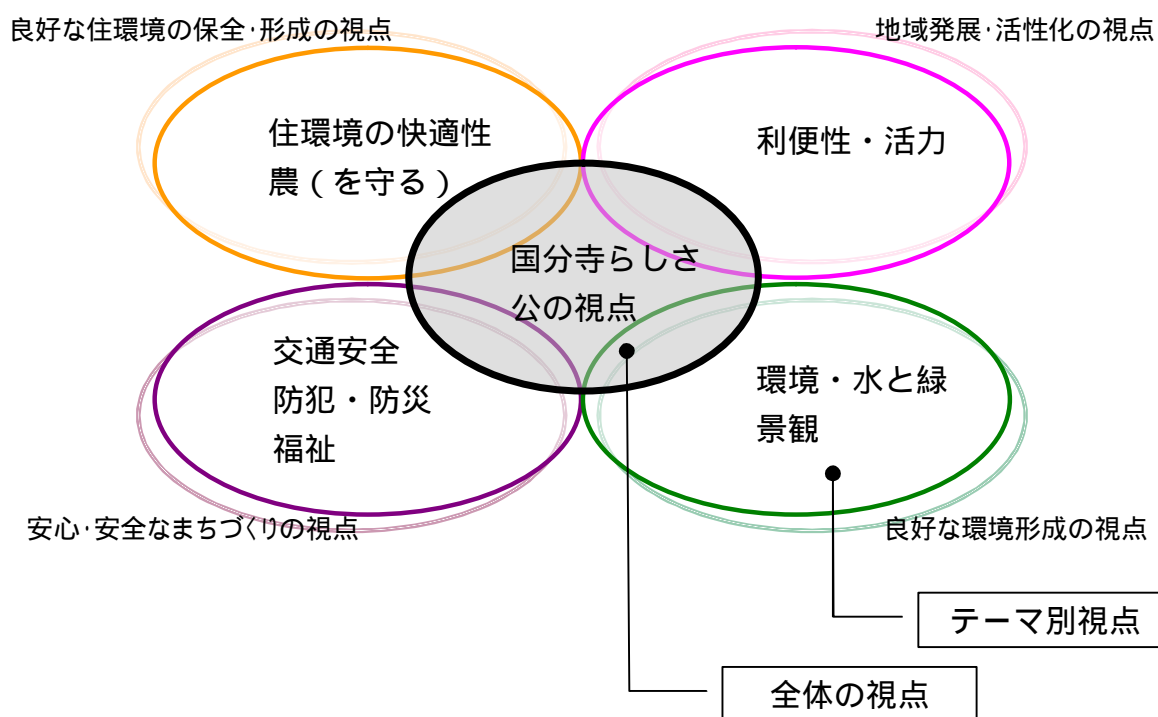 良好な住環境の保全・形成の視点
地域発展・活性化の視点
住環境の快適性
農(を守る)
利便性・活力
国分寺らしさ
公の視点
交通安全
防犯・防災
福祉
環境・水と緑
景観
安心・安全なまちづくりの視点
良好な環境形成の視点
テーマ別視点
全体の視点